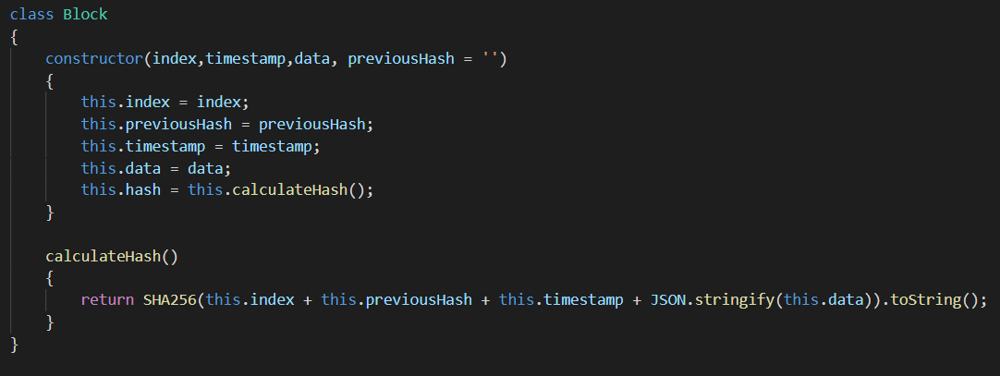 class Block
{
    constructor(index,timestamp,data, previousHash = '')
    {
        this.index = index;
        this.previousHash = previousHash;
        this.timestamp = timestamp;
        this.data = data;
        this.hash = this.calculateHash();
    }

    calculateHash()
    {
        return SHA256(this.index + this.previousHash + this.timestamp + JSON.stringify(this.data)).toString();
    }
}